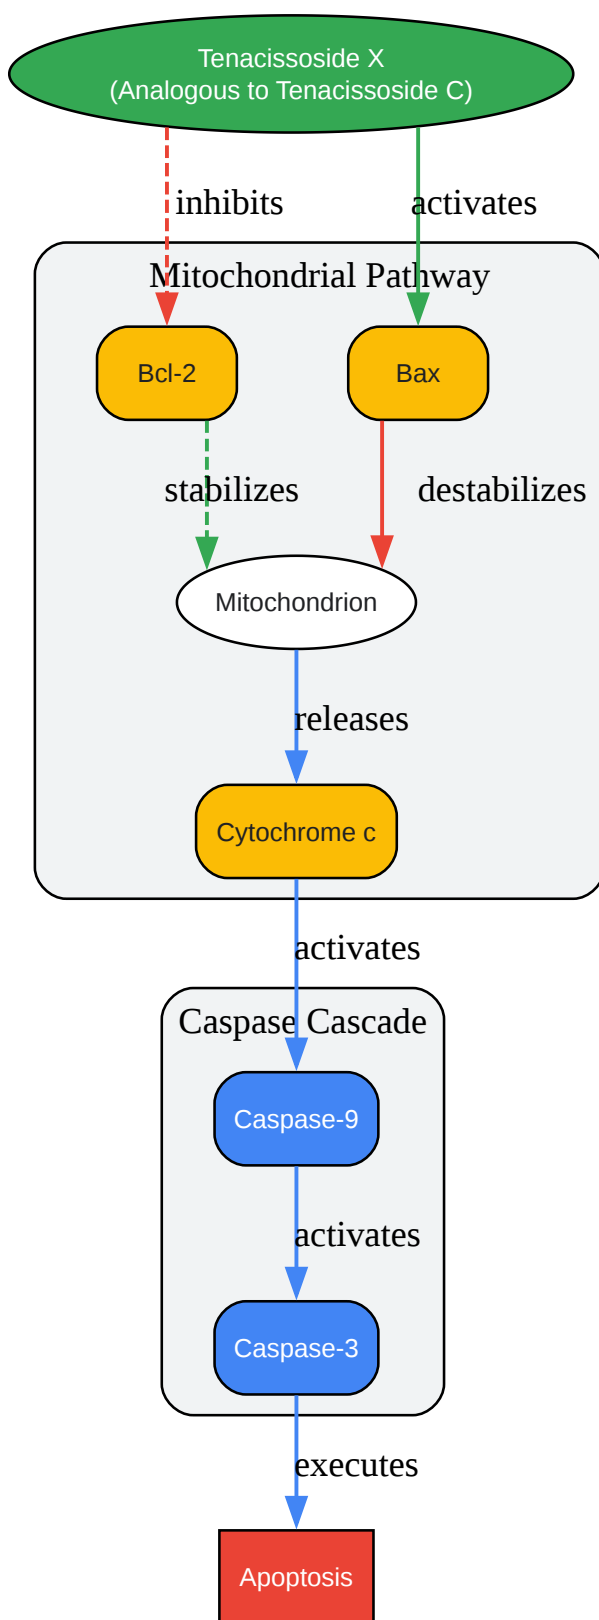 Tenacissoside X
(Analogous to Tenacissoside C)
inhibits
activates
Mitochondrial Pathway
Bcl-2
Bax
stabilizes
destabilizes
Mitochondrion
releases
Cytochrome c
activates
Caspase Cascade
Caspase-9
activates
Caspase-3
executes
Apoptosis